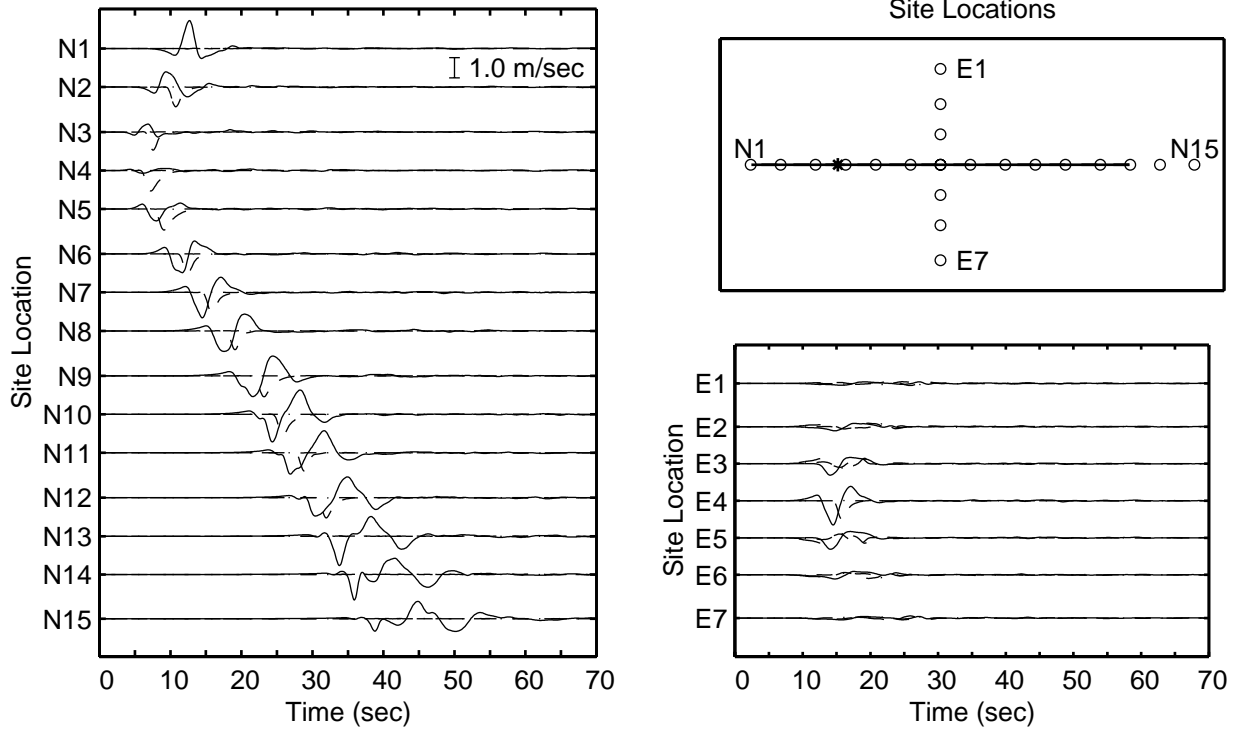 N1
N2
N3
N4
N5
N6
N7
N8
N9
N10
N11
N12
N13
N14
N15
1.0 m/sec
Site Location
0 10 20 30 40 50 60 70
Time (sec)
Site Locations
E1
N1 N15
E7
E1
E2
E3
E4
E5
E6
E7
Site Location
0 10 20 30 40 50 60 70
Time (sec)